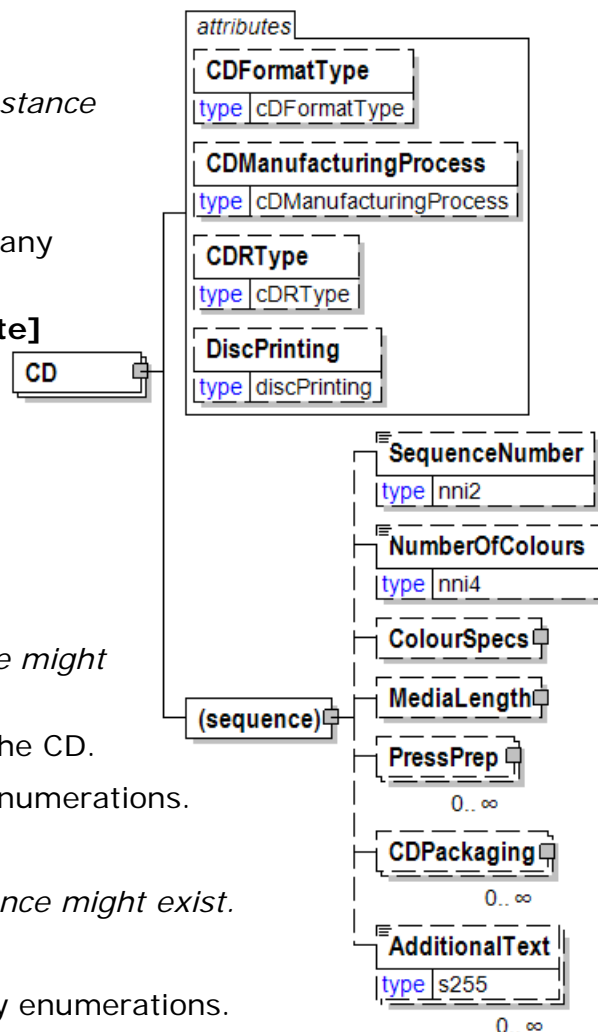 attributes
CDFormatType
type cDFormatType
stance
CDManufacturingProcess
type cDManufacturingProcess
any
CDRType
type cDRType
te]
CD
DiscPrinting
type discPrinting
SequenceNumber
type nni2
NumberOfColours
type nni4
ColourSpecs
e might
MediaLength
(sequence)
he CD.
PressPrep
numerations.
0.. ∞
CDPackaging
0.. ∞
nce might exist.
AdditionalText
type s255
y enumerations.
0.. ∞